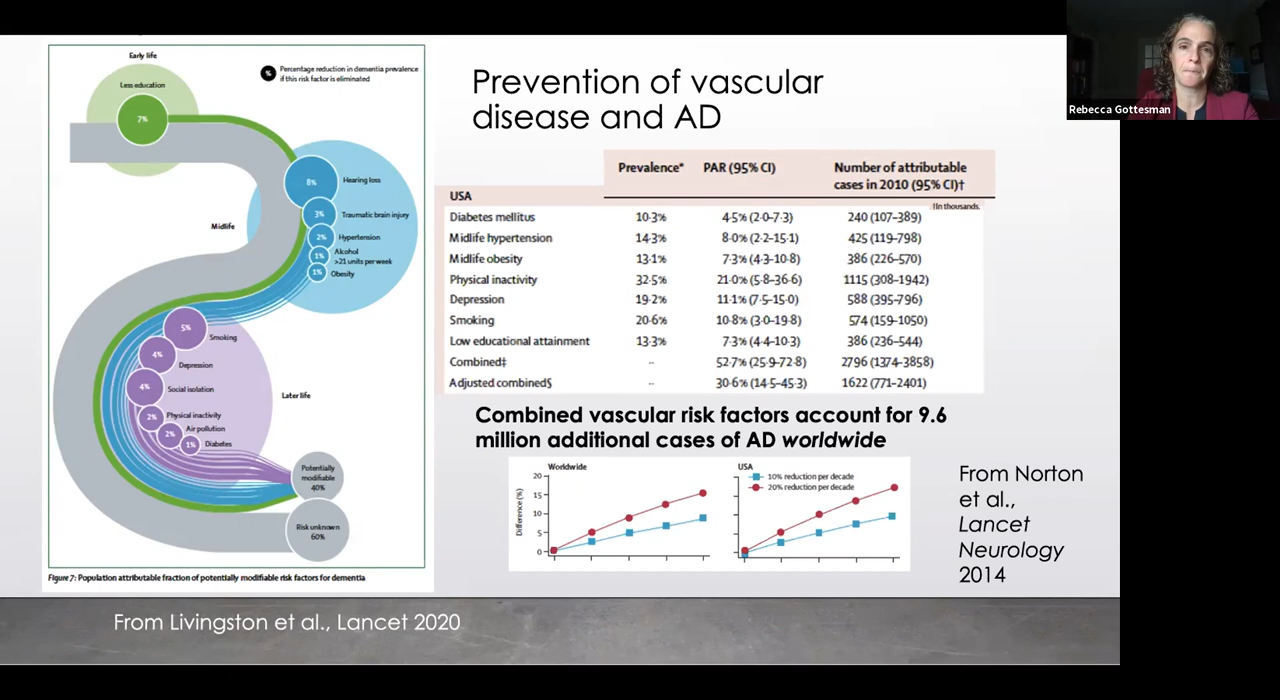 Rebecca Gottesman
Prevention of vascular
disease and AD
Early life
Less education
7%
% Percentage reduction in dementia prevalence
if this risk factor is eliminated
8% Hearing loss
3% Traumatic brain injury
Midlife
2% Hypertension
1% Alcohol
>21 units per week
1% Obesity
5% Smoking
4% Depression
4% Social isolation
Later life
2% Physical inactivity
2% Air pollution
1% Diabetes
Potentially
modifiable
40%
Risk unknown
60%
Figure 7: Population attributable fraction of potentially modifiable risk factors for dementia
From Livingston et al., Lancet 2020
Prevalence* PAR (95% CI) Number of attributable
cases in 2010 (95% CI)†
USA
†In thousands.
Diabetes mellitus 10·3% 4·5% (2·0–7·3) 240 (107–389)
Midlife hypertension 14·3% 8·0% (2·2–15·1) 425 (119–798)
Midlife obesity 13·1% 7·3% (4·3–10·8) 386 (226–570)
Physical inactivity 32·5% 21·0% (5·8–36·6) 1115 (308–1942)
Depression 19·2% 11·1% (7·5–15·0) 588 (395–796)
Smoking 20·6% 10·8% (3·0–19·8) 574 (159–1050)
Low educational attainment 13·3% 7·3% (4·4–10·3) 386 (236–544)
Combined‡ ·· 52·7% (25·9–72·8) 2796 (1374–3858)
Adjusted combined§ ·· 30·6% (14·5–45·3) 1622 (771–2401)
Combined vascular risk factors account for 9.6
million additional cases of AD worldwide
Worldwide
Difference (%)
20
15
10
5
0
USA
10% reduction per decade
20% reduction per decade
From Norton
et al.,
Lancet
Neurology
2014